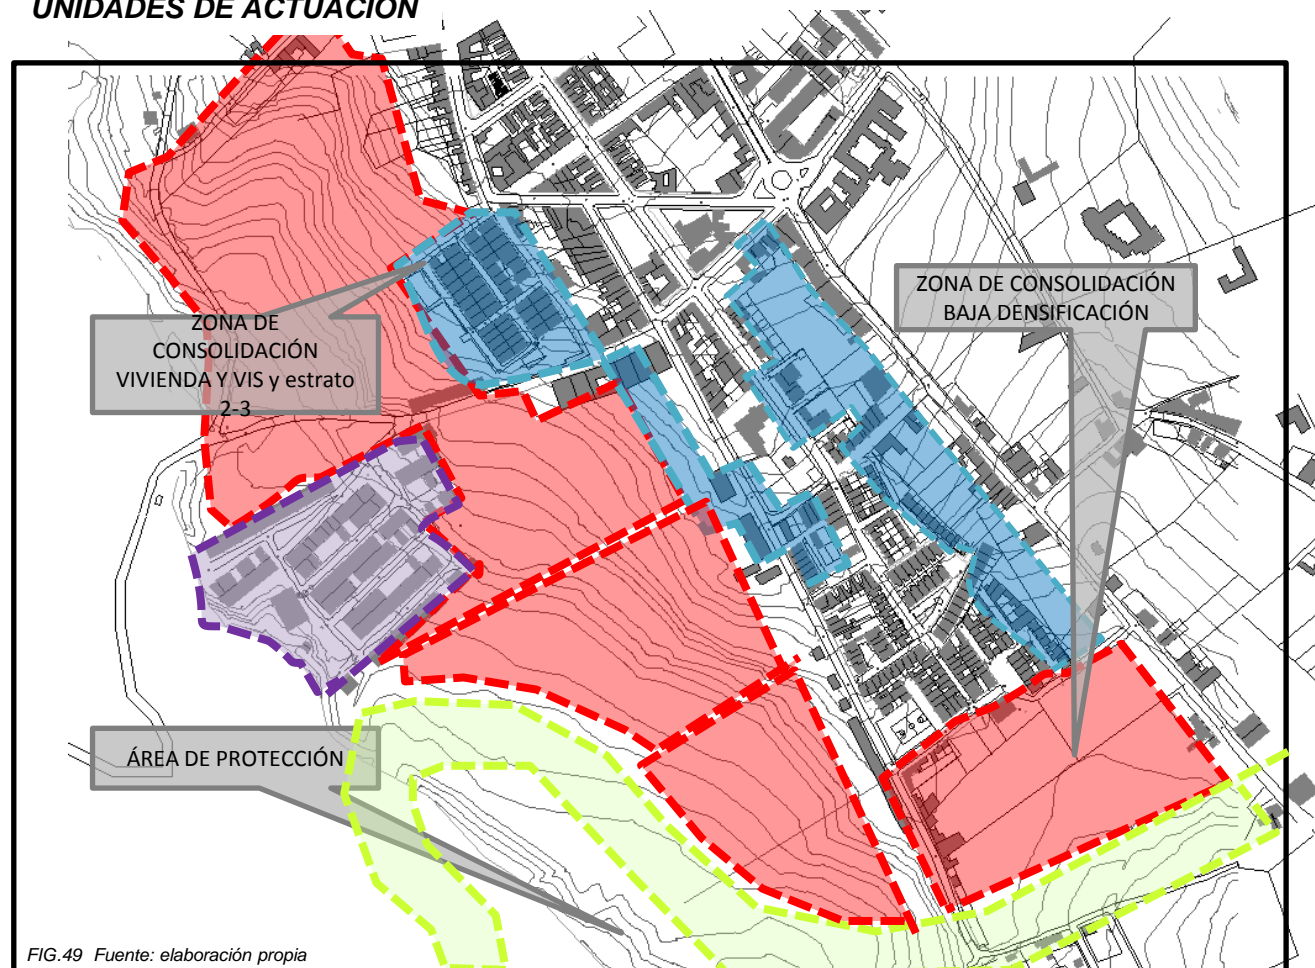 UNIDADES DE ACTUACIÓN
ZONA DE CONSOLIDACIÓN
BAJA DENSIFICACIÓN
ZONA DE
CONSOLIDACIÓN
VIVIENDA Y VIS y estrato
2-3
ÁREA DE PROTECCIÓN
FIG.49 Fuente: elaboración propia